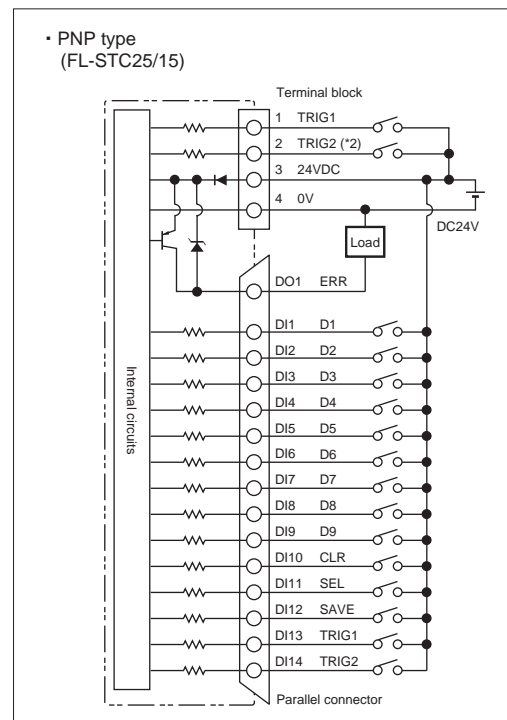 ・PNP type
(FL-STC25/15)
Terminal block
1 TRIG1
2 TRIG2 (*2)
3 24VDC
4 0V
DC24V
Load
DO1 ERR
Internal circuits
DI1 D1
DI2 D2
DI3 D3
DI4 D4
DI5 D5
DI6 D6
DI7 D7
DI8 D8
DI9 D9
DI10 CLR
DI11 SEL
DI12 SAVE
DI13 TRIG1
DI14 TRIG2
Parallel connector